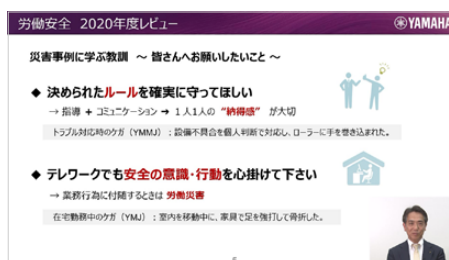 労働安全 2020年度レビュー
YAMAHA
災害事例に学ぶ教訓 ～ 皆さんへお願いしたいこと ～
◆ 決められたルールを確実に守ってほしい
→ 指導 + コミュニケーション → 1人1人の “納得感” が大切
トラブル対応時のケガ（YMMJ）；設備不具合を個人判断で対応し、ローラーに手を巻き込まれた。
◆ テレワークでも安全の意識・行動を心掛けて下さい
→ 業務行為に付随するときは 労働災害
在宅勤務中のケガ（YMJ）：室内を移動中に、家具で足を強打して骨折した。